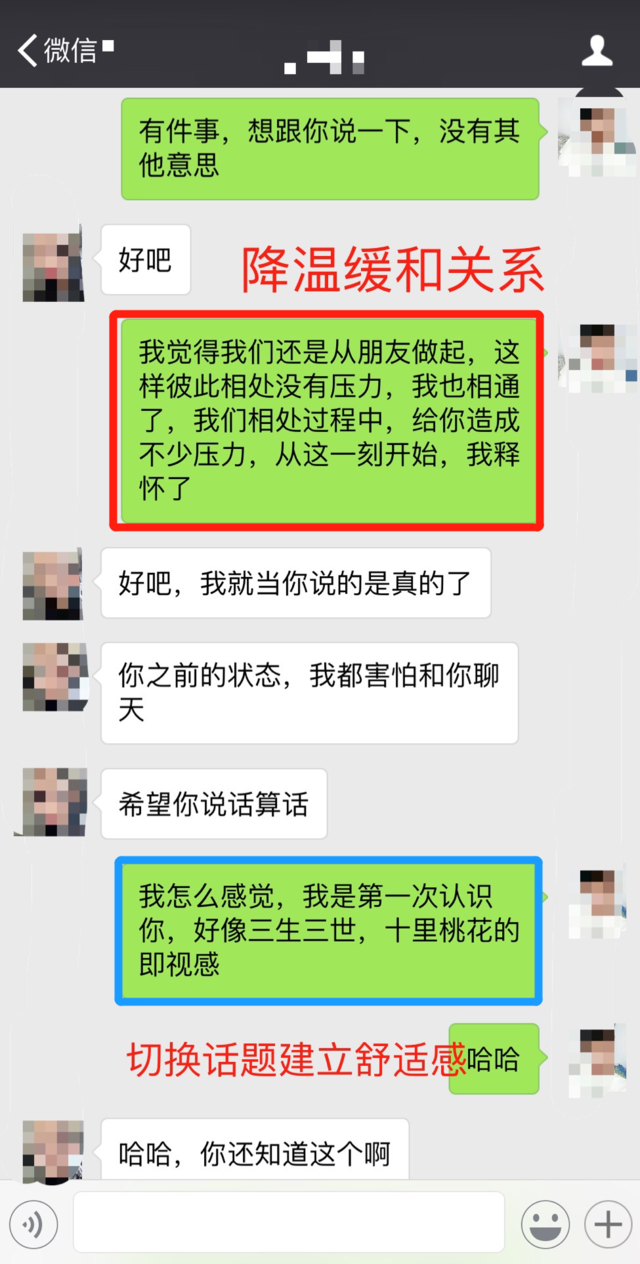 微信
有件事，想跟你说一下，没有其
他意思
好吧
降温缓和关系
我觉得我们还是从朋友做起，这
样彼此相处没有压力，我也相通
了，我们相处过程中，给你造成
不少压力，从这一刻开始，我释
怀了
好吧，我就当你说的是真的了
你之前的状态，我都害怕和你聊
天
希望你说话算话
我怎么感觉，我是第一次认识
你，好像三生三世，十里桃花的
即视感
切换话题建立舒适感
哈哈
哈哈，你还知道这个啊